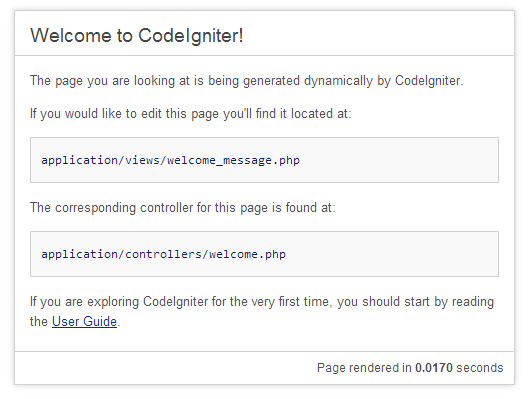 Welcome to CodeIgniter!
The page you are looking at is being generated dynamically by CodeIgniter.
If you would like to edit this page you'll find it located at:
application/views/welcome_message.php
The corresponding controller for this page is found at:
application/controllers/welcome.php
If you are exploring CodeIgniter for the very first time, you should start by reading
the User Guide.
Page rendered in 0.0170 seconds